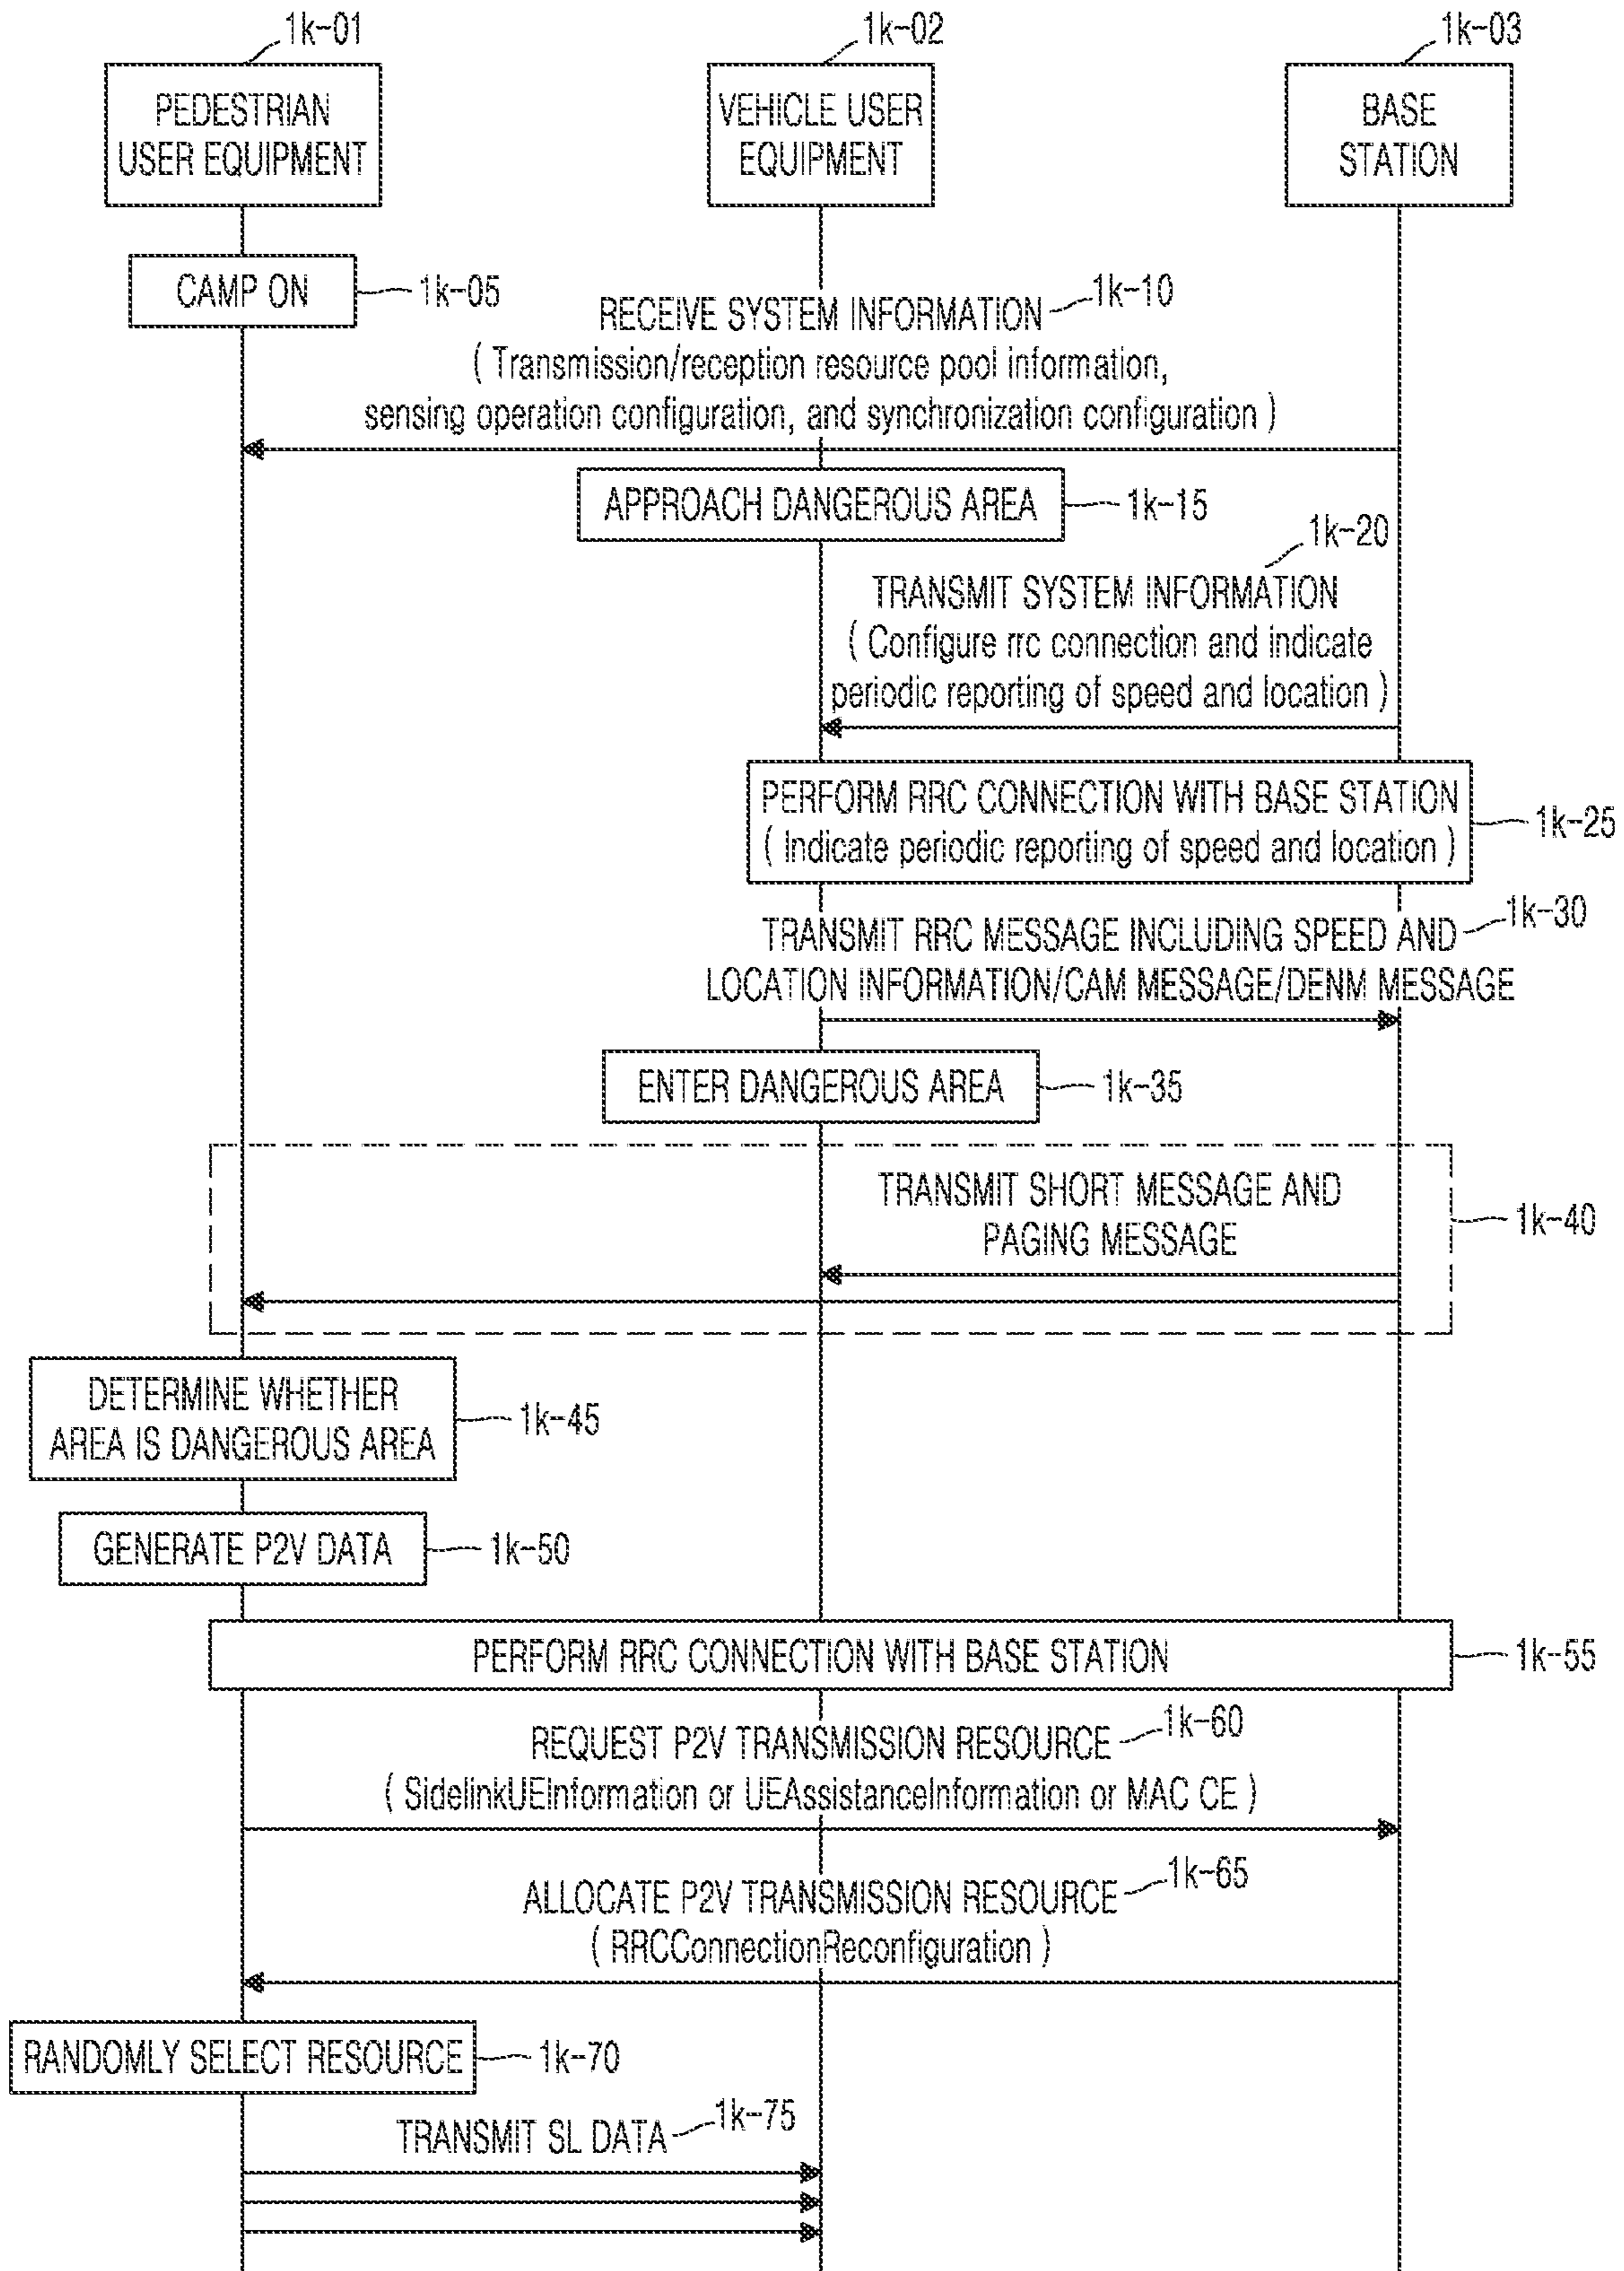 1k-01
1k-02
1k-03
PEDESTRIAN
USER EQUIPMENT
VEHICLE USER
EQUIPMENT
BASE
STATION
CAMP ON
1k-05
RECEIVE SYSTEM INFORMATION
1k-10
( Transmission/reception resource pool information,
sensing operation configuration, and synchronization configuration )
APPROACH DANGEROUS AREA
1k-15
1k-20
TRANSMIT SYSTEM INFORMATION
( Configure rrc connection and indicate
periodic reporting of speed and location )
PERFORM RRC CONNECTION WITH BASE STATION
( Indicate periodic reporting of speed and location )
1k-25
TRANSMIT RRC MESSAGE INCLUDING SPEED AND
1k-30
LOCATION INFORMATION/CAM MESSAGE/DENM MESSAGE
ENTER DANGEROUS AREA
1k-35
TRANSMIT SHORT MESSAGE AND
PAGING MESSAGE
1k-40
DETERMINE WHETHER
AREA IS DANGEROUS AREA
1k-45
GENERATE P2V DATA
1k-50
PERFORM RRC CONNECTION WITH BASE STATION
1k-55
REQUEST P2V TRANSMISSION RESOURCE
1k-60
( SidelinkUEInformation or UEAssistanceInformation or MAC CE )
ALLOCATE P2V TRANSMISSION RESOURCE
1k-65
( RRCConnectionReconfiguration )
RANDOMLY SELECT RESOURCE
1k-70
TRANSMIT SL DATA
1k-75